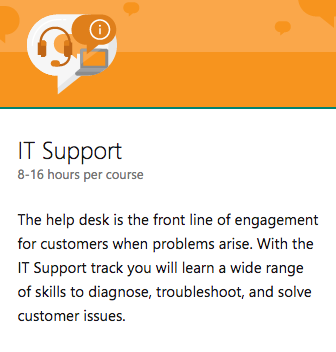 IT Support
8-16 hours per course
The help desk is the front line of engagement
for customers when problems arise. With the
IT Support track you will learn a wide range
of skills to diagnose, troubleshoot, and solve
customer issues.